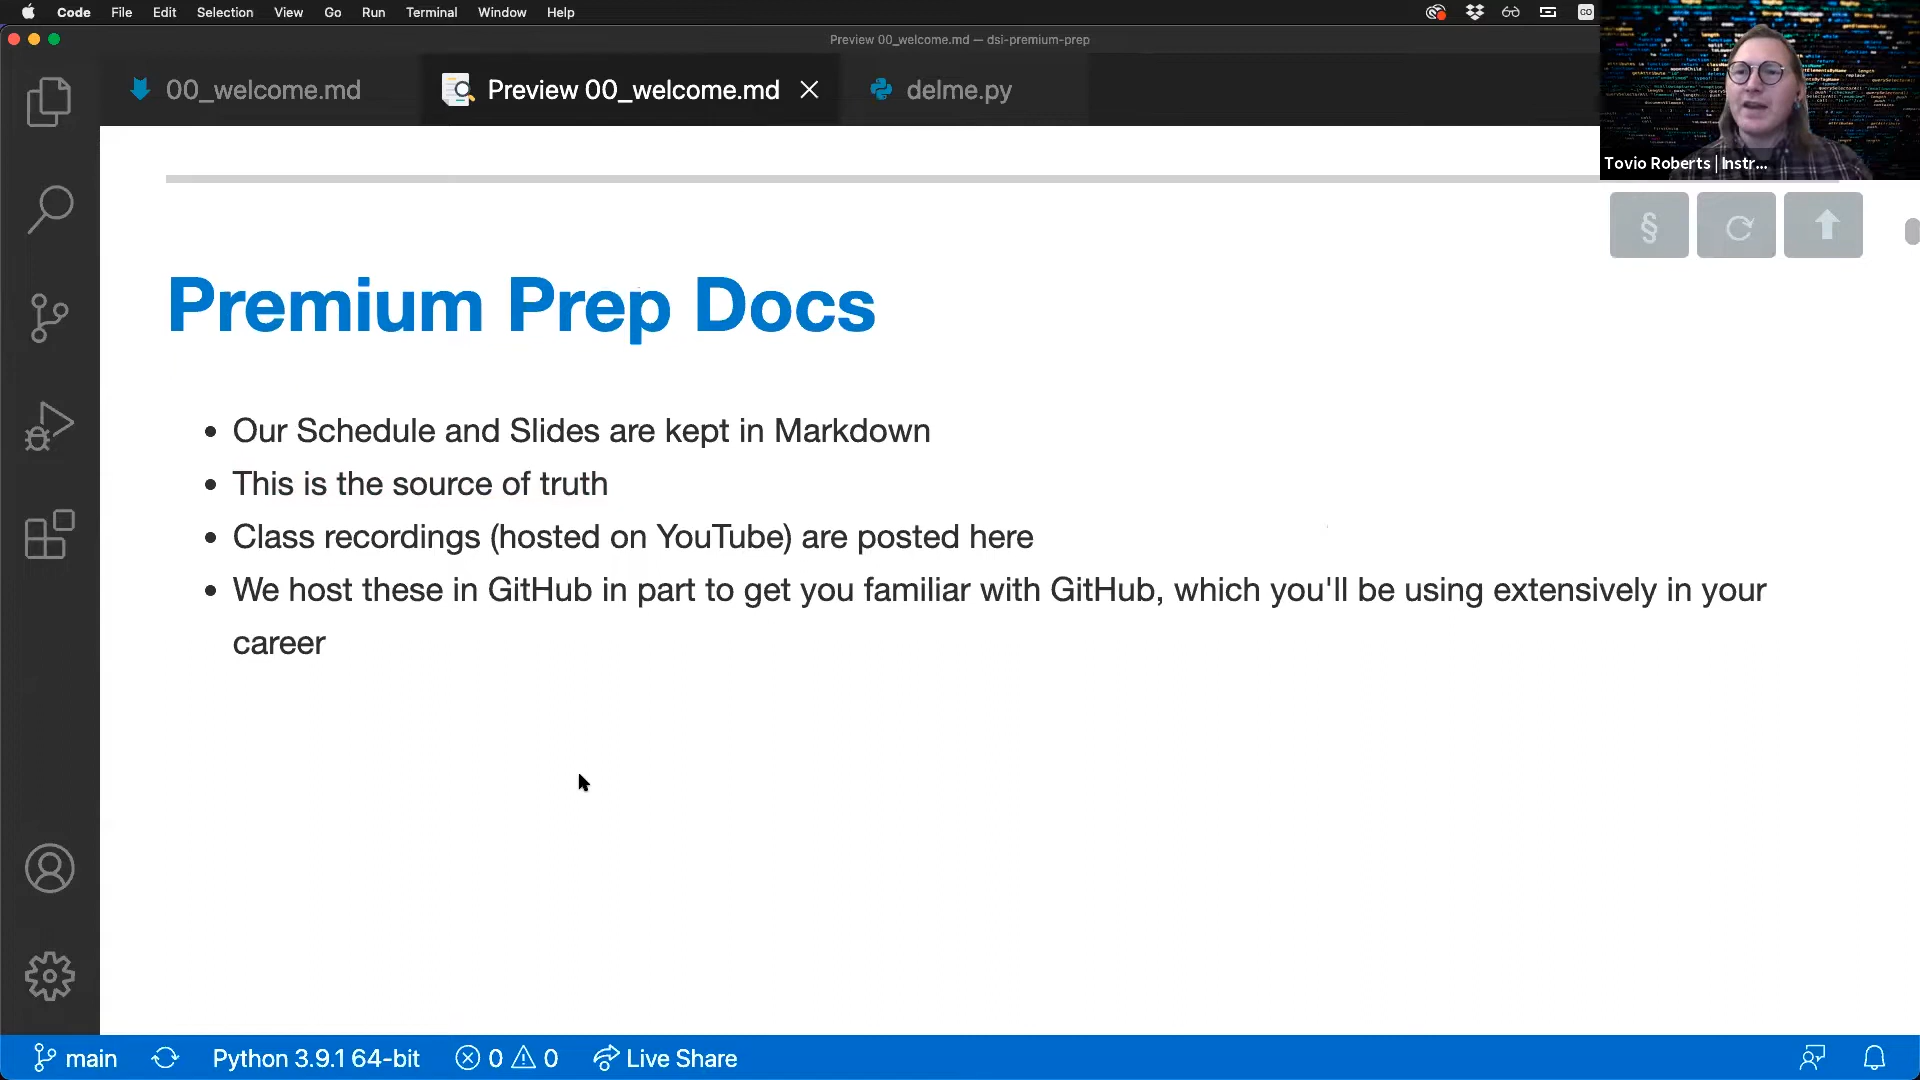 Code File Edit Selection View Go Run Terminal Window Help
Preview 00_welcome.md — dsi-premium-prep
00_welcome.md Preview 00_welcome.md delme.py
Tovio Roberts | Instr...
§
Premium Prep Docs
• Our Schedule and Slides are kept in Markdown
• This is the source of truth
• Class recordings (hosted on YouTube) are posted here
• We host these in GitHub in part to get you familiar with GitHub, which you'll be using extensively in your
career
main Python 3.9.1 64-bit 0 0 Live Share